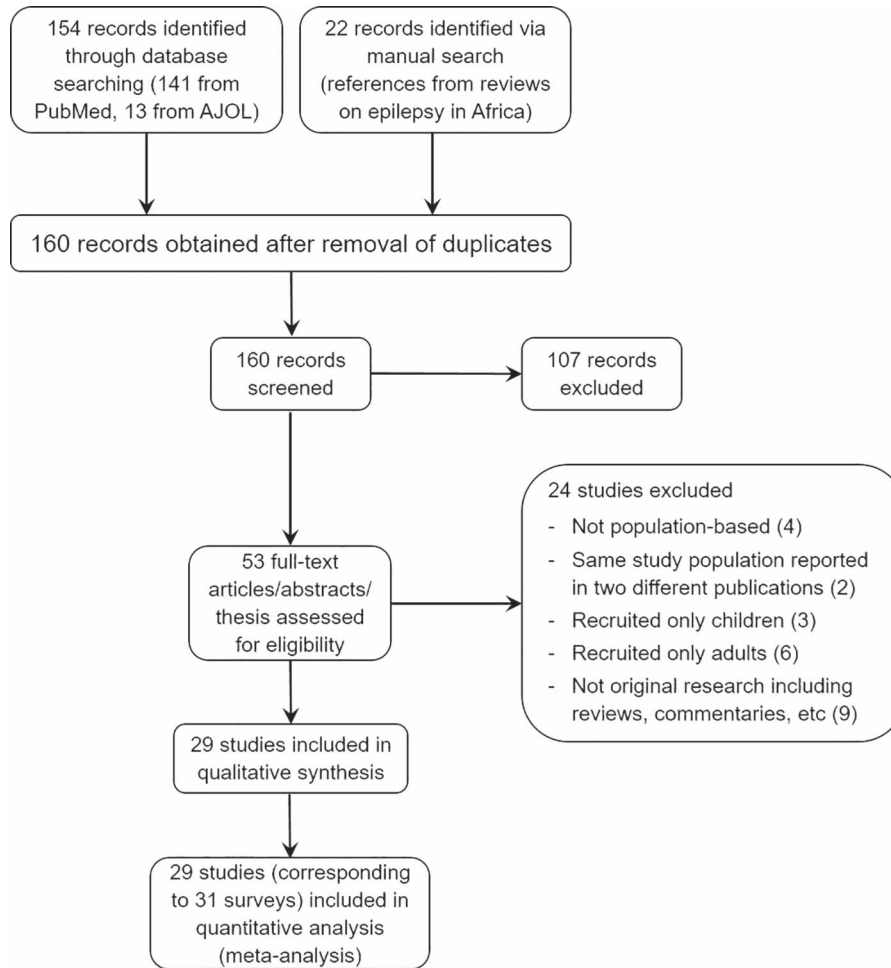 154 records identified
through database
searching (141 from
PubMed, 13 from AJOL)
22 records identified via
manual search
(references from reviews
on epilepsy in Africa)
160 records obtained after removal of duplicates
160 records
screened
107 records
excluded
53 full-text
articles/abstracts/
thesis assessed
for eligibility
24 studies excluded
- Not population-based (4)
- Same study population reported
in two different publications (2)
- Recruited only children (3)
- Recruited only adults (6)
- Not original research including
reviews, commentaries, etc (9)
29 studies included in
qualitative synthesis
29 studies (corresponding
to 31 surveys) included in
quantitative analysis
(meta-analysis)